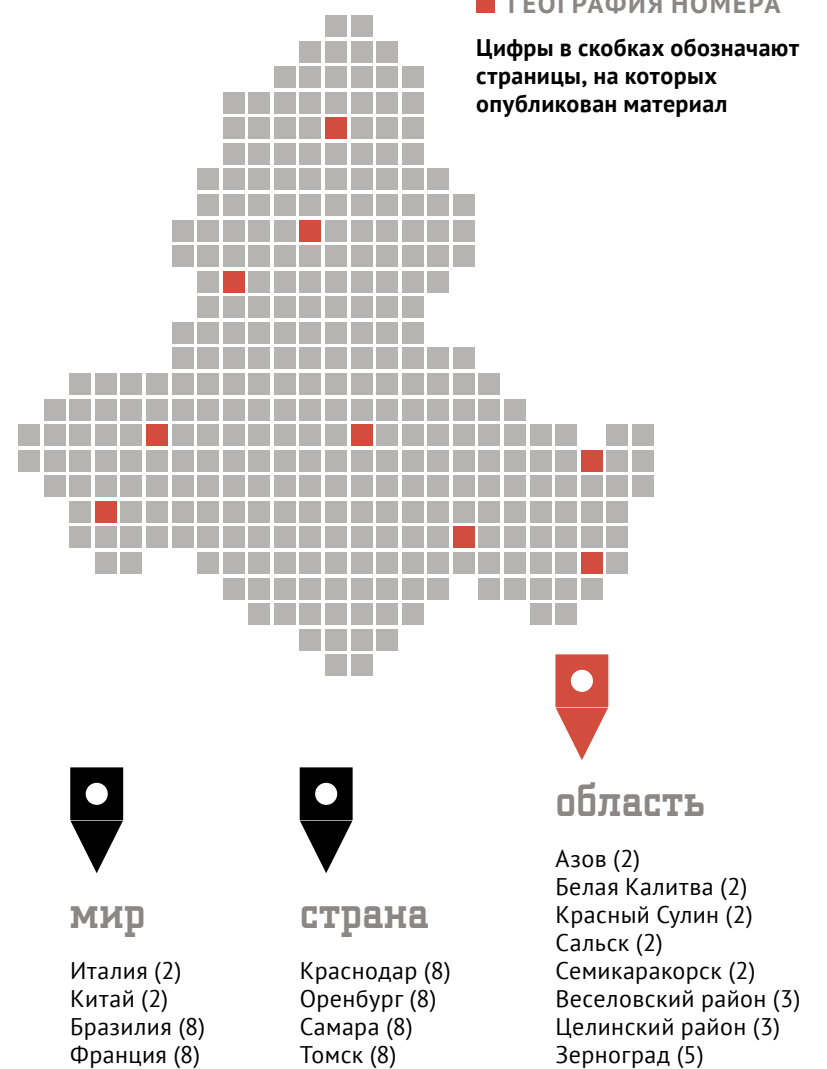 ГЕОГРАФИЯ НОМЕРА
Цифры в скобках обозначают
страницы, на которых
опубликован материал
мир
Италия (2)
Китай (2)
Бразилия (8)
Франция (8)
страна
Краснодар (8)
Оренбург (8)
Самара (8)
Томск (8)
область
Азов (2)
Белая Калитва (2)
Красный Сулин (2)
Сальск (2)
Семикаракорск (2)
Веселовский район (3)
Целинский район (3)
Зерноград (5)